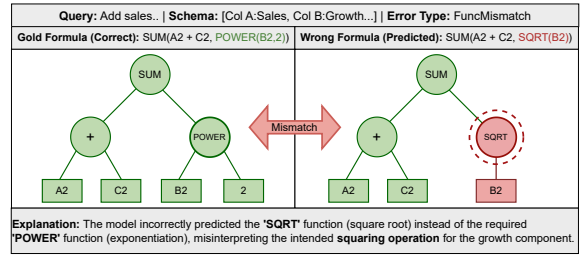 Query: Add sales.. | Schema: [Col A:Sales, Col B:Growth...] | Error Type: FuncMismatch
Gold Formula (Correct): SUM(A2 + C2, POWER(B2,2))
Wrong Formula (Predicted): SUM(A2 + C2, SQRT(B2))
SUM
SUM
+
POWER
Mismatch
+
SQRT
A2
C2
B2
2
A2
C2
B2
Explanation: The model incorrectly predicted the 'SQRT' function (square root) instead of the required
'POWER' function (exponentiation), misinterpreting the intended squaring operation for the growth component.